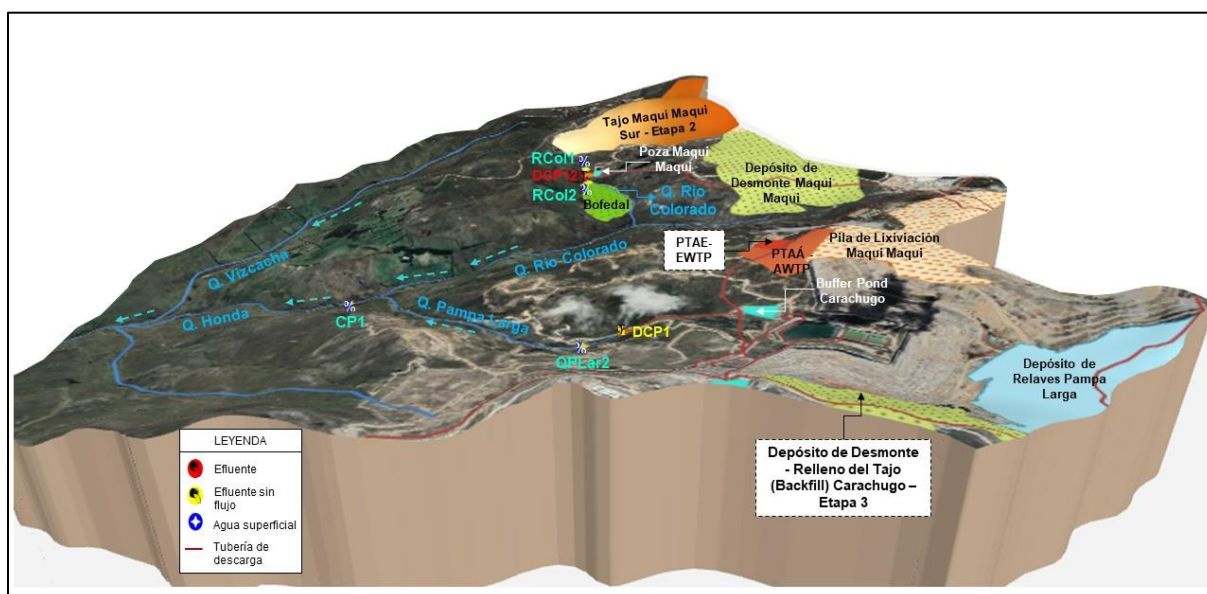 Tajo Maqui Maqui
Sur - Etapa 2
RCol1
DCP12
RCol2
Poza Maqui
Maqui
Bofedal
Q. Rio
Colorado
Depósito de
Desmonte Maqui
Maqui
Q. Vizcacha
Q. Rio Colorado
PTAE-
EWTP
PTAÁ
AWTP
Pila de Lixiviación
Maqui Maqui
Buffer Pond
Carachugo
Q. Honda
CP1
Q. Pampa Larga
DCP1
QPLar2
Depósito de
Relaves Pampa
Larga
Depósito de Desmonte
- Relleno del Tajo
(Backfill) Carachugo –
Etapa 3
LEYENDA
Efluente
Efluente sin
flujo
Agua superficial
Tubería de
descarga